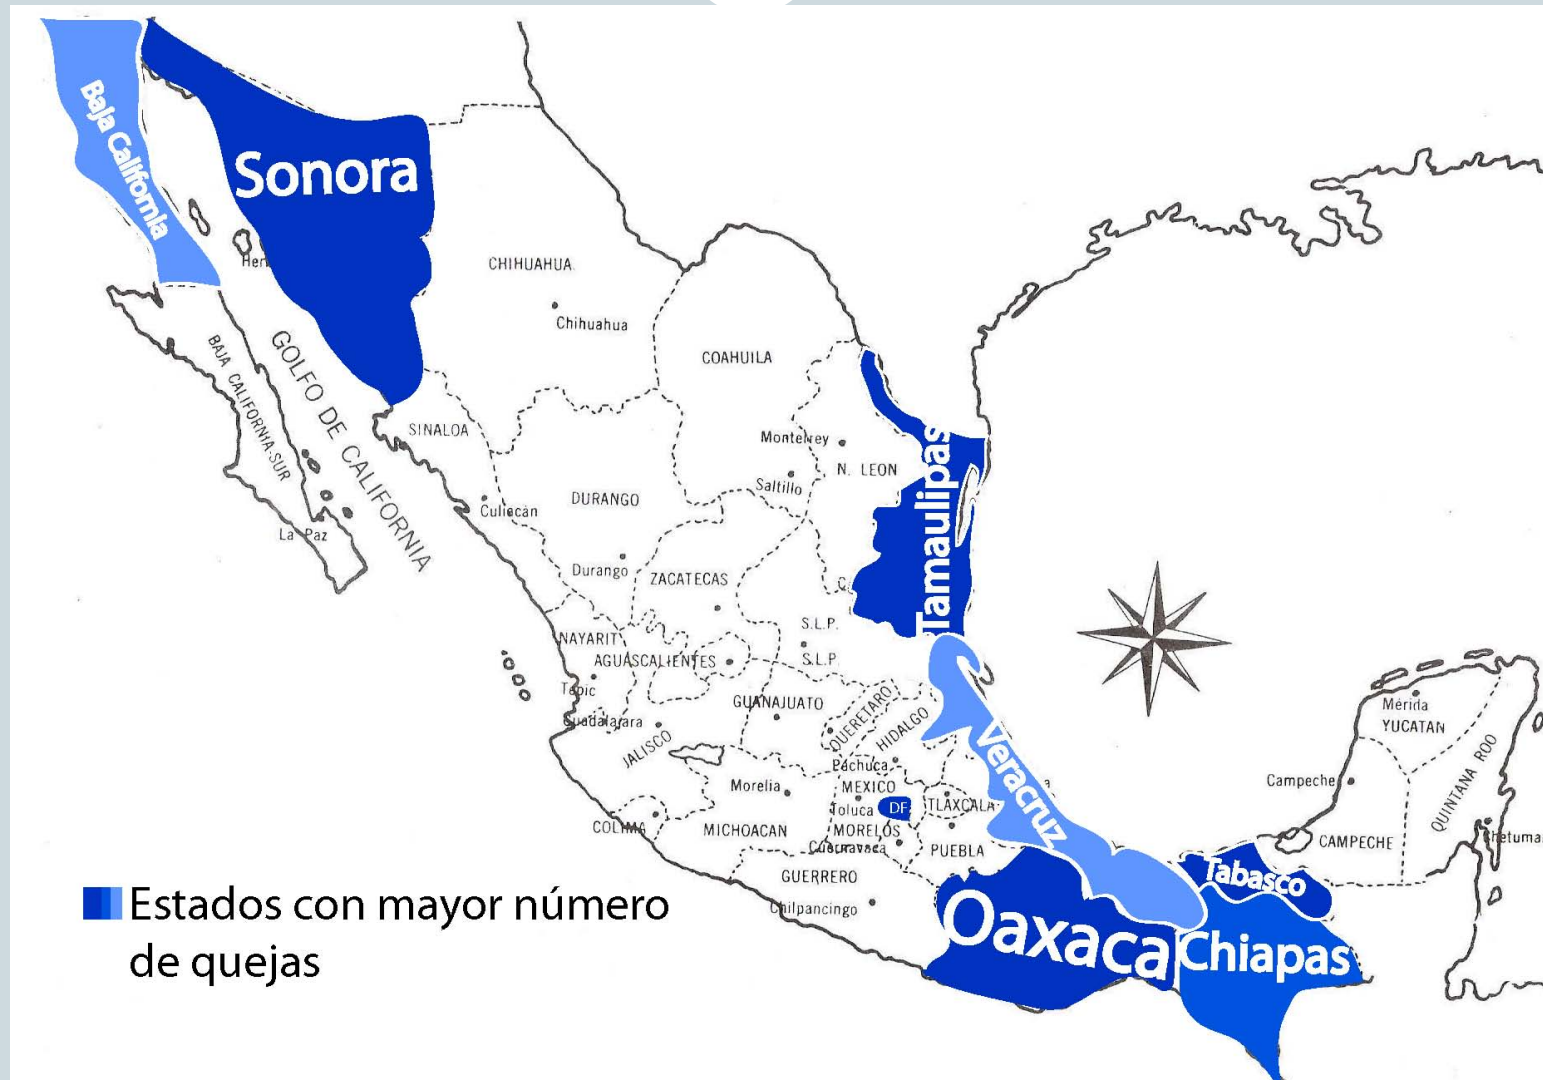 Baja California
Sonora
Her
CHIHUAHUA
Chihuahua
COAHUILA
BAJA CALIFORNIA SUR
GOLFO DE CALIFORNIA
SINALOA
Monterrey
N. LEON
Saltillo
Tamaulipas
DURANGO
Culiacàn
La Paz
Durango
ZACATECAS
C.
S.L.P.
S.L.P.
NAYARIT
AGUASCALIENTES
Tepic
GUANAJUATO
QUERETARO
HIDALGO
Guadalajara
JALISCO
Pachuca
Veracruz
Mérida
YUCATAN
QUINTANA ROO
Campeche
Morelia
MEXICO
Toluca
DF
TLAXCALA
a
COLIMA
MICHOACAN
MORELOS
Cuernavaca
PUEBLA
CAMPECHE
Chetuma
GUERRERO
Chilpancingo
Tabasco
Oaxaca
Chiapas
Estados con mayor número
de quejas